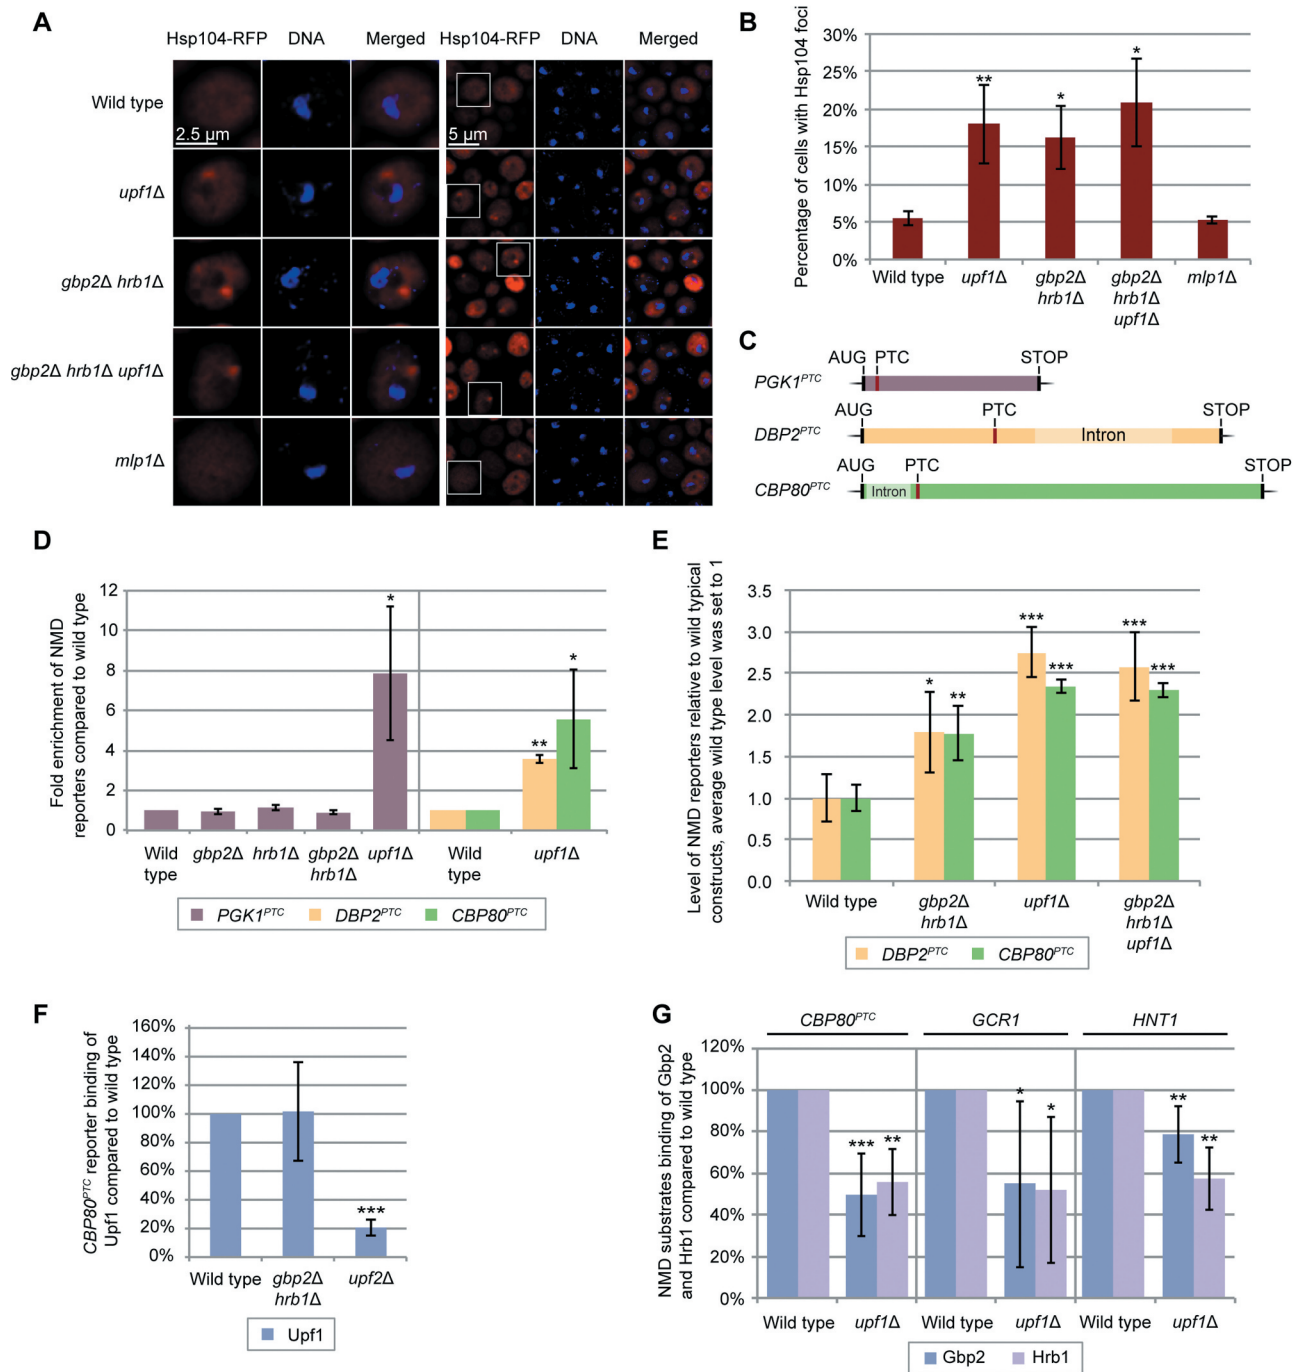 A
Hsp104-RFP DNA Merged Hsp104-RFP DNA Merged
Wild type
2.5 µm
5 µm
upf1Δ
gbp2Δ hrb1Δ
gbp2Δ hrb1Δ upf1Δ
mlp1Δ
B
Percentage of cells with Hsp104 foci
30%
25%
20%
15%
10%
5%
0%
** * *
Wild type upf1Δ gbp2Δ gbp2Δ mlp1Δ
hrb1Δ hrb1Δ
upf1Δ
C
AUG PTC STOP
PGK1PTC
AUG PTC STOP
DBP2PTC Intron
AUG PTC STOP
CBP80PTC Intron
D
Fold enrichment of NMD
reporters compared to wild type
12
10
8
6
4
2
0
* ** *
Wild gbp2Δ hrb1Δ gbp2Δ upf1Δ Wild upf1Δ
type hrb1Δ type
PGK1PTC DBP2PTC CBP80PTC
E
Level of NMD reporters relative to wild typical
constructs, average wild type level was set to 1
3.5
3.0
2.5
2.0
1.5
1.0
0.5
0.0
* ** *** *** *** ***
Wild type gbp2Δ upf1Δ gbp2Δ
hrb1Δ hrb1Δ
upf1Δ
DBP2PTC CBP80PTC
F
CBP80PTC reporter binding of
Upf1 compared to wild type
160%
140%
120%
100%
80%
60%
40%
20%
0%
***
Wild type gbp2Δ upf2Δ
hrb1Δ
Upf1
G
CBP80PTC GCR1 HNT1
NMD substrates binding of Gbp2
and Hrb1 compared to wild type
120%
100%
80%
60%
40%
20%
0%
*** ** * * ** **
Wild type upf1Δ Wild type upf1Δ Wild type upf1Δ
Gbp2 Hrb1